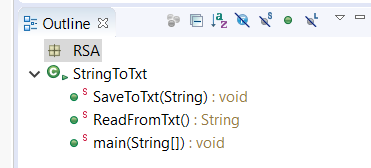 Outline
RSA
StringToTxt
SaveToTxt(String) : void
ReadFromTxt() : String
main(String[]) : void